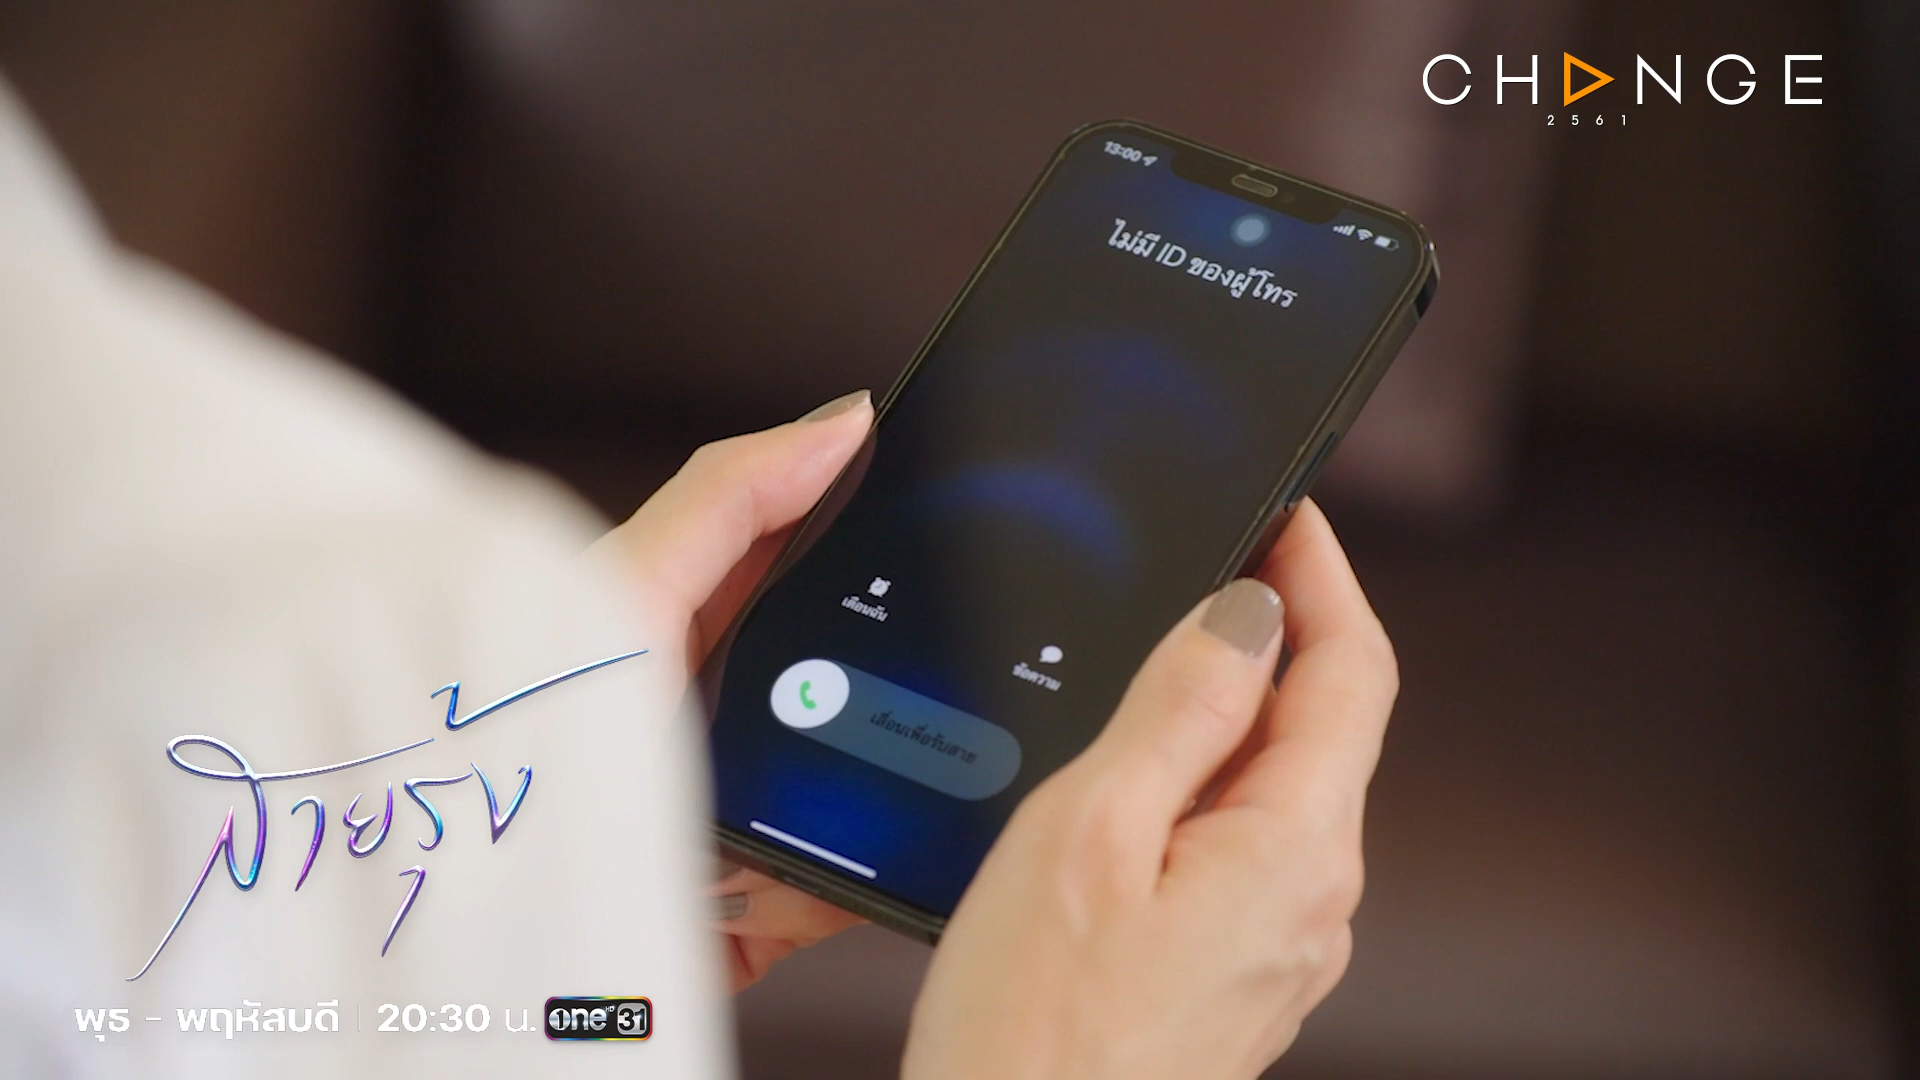 CHANGE
2561
13:00
ไม่มี ID ของผู้โทร
เตือนฉัน
ข้อความ
เลื่อนเพื่อรับสาย
สายรุ้ง
พุธ - พฤหัสบดี | 20:30 น. one HD 31